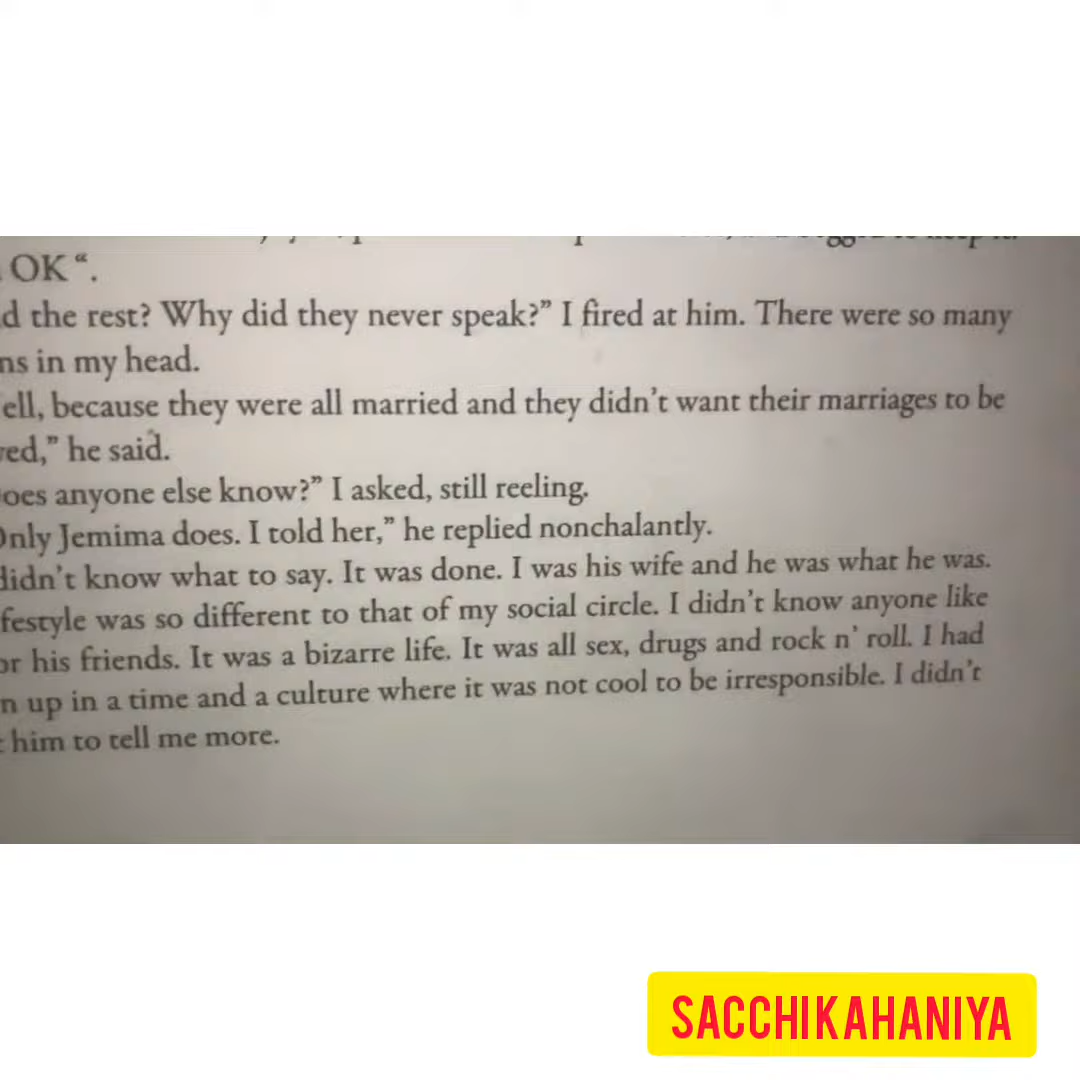 OK “.
d the rest? Why did they never speak?” I fired at him. There were so many
ns in my head.
ell, because they were all married and they didn’t want their marriages to be
ed,” he said.
oes anyone else know?” I asked, still reeling.
Only Jemima does. I told her,” he replied nonchalantly.
didn’t know what to say. It was done. I was his wife and he was what he was.
festyle was so different to that of my social circle. I didn’t know anyone like
or his friends. It was a bizarre life. It was all sex, drugs and rock n’ roll. I had
n up in a time and a culture where it was not cool to be irresponsible. I didn’t
him to tell me more.
SACCHIKAHANIYA